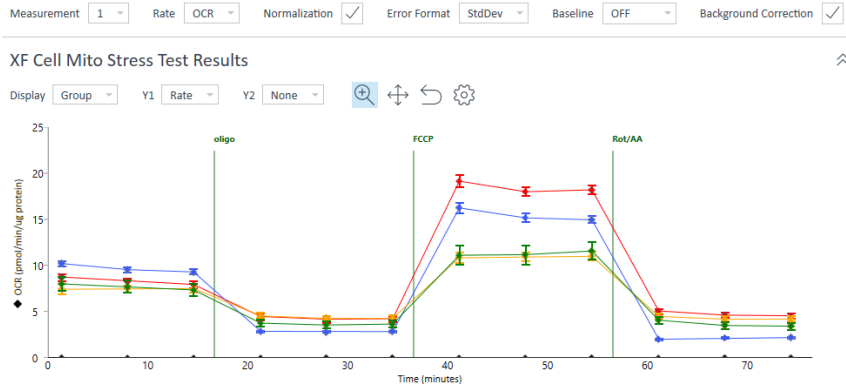 Measurement 1 Rate OCR Normalization Error Format StdDev Baseline OFF Background Correction
XF Cell Mito Stress Test Results
Display Group Y1 Rate Y2 None
oligo FCCP Rot/AA
25
20
15
10
5
0
OCR (pmol/min/ug protein)
0 10 20 30 40 50 60 70
Time (minutes)